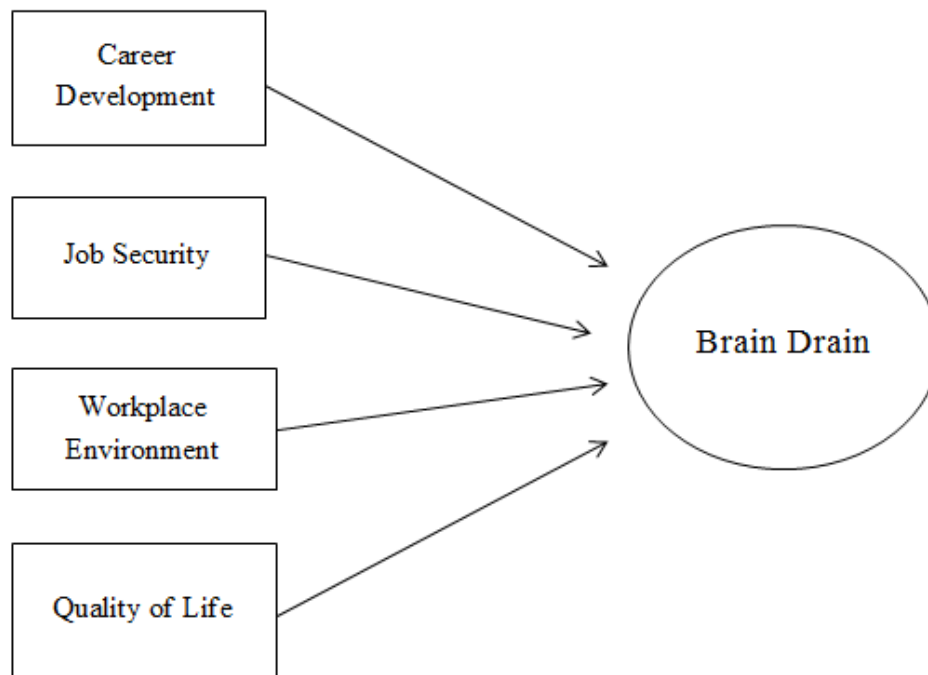 Career
Development
Job Security
Brain Drain
Workplace
Environment
Quality of Life